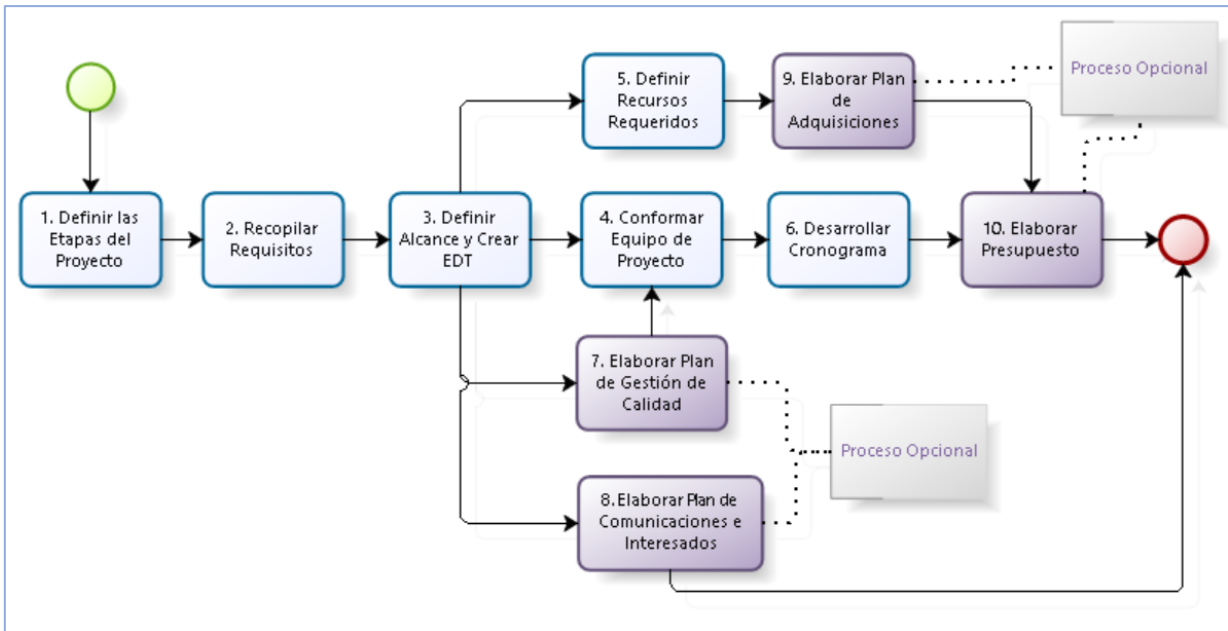 5. Definir
Recursos
Requeridos
9. Elaborar Plan
de
Adquisiciones
Proceso Opcional
1. Definir las
Etapas del
Proyecto
2. Recopilar
Requisitos
3. Definir
Alcance y Crear
EDT
4. Conformar
Equipo de
Proyecto
6. Desarrollar
Cronograma
10. Elaborar
Presupuesto
7. Elaborar Plan
de Gestión de
Calidad
Proceso Opcional
8.Elaborar Plan de
Comunicaciones e
Interesados